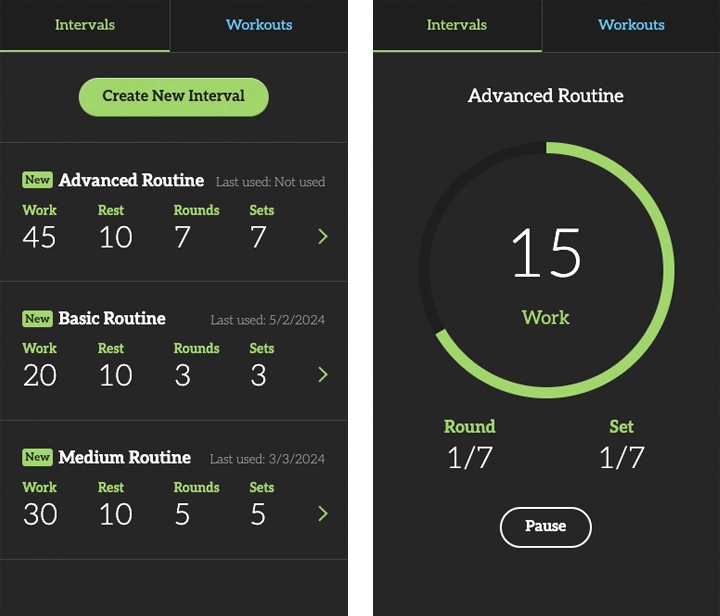 Intervals Workouts
Create New Interval
New Advanced Routine Last used: Not used
Work Rest Rounds Sets
45 10 7 7
New Basic Routine Last used: 5/2/2024
Work Rest Rounds Sets
20 10 3 3
New Medium Routine Last used: 3/3/2024
Work Rest Rounds Sets
30 10 5 5
Intervals Workouts
Advanced Routine
15
Work
Round Set
1/7 1/7
Pause